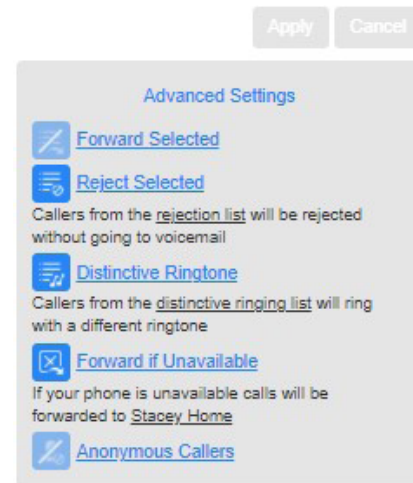 Apply Cancel
Advanced Settings
Forward Selected
Reject Selected
Callers from the rejection list will be rejected
without going to voicemail
Distinctive Ringtone
Callers from the distinctive ringing list will ring
with a different ringtone
Forward if Unavailable
If your phone is unavailable calls will be
forwarded to Stacey Home
Anonymous Callers